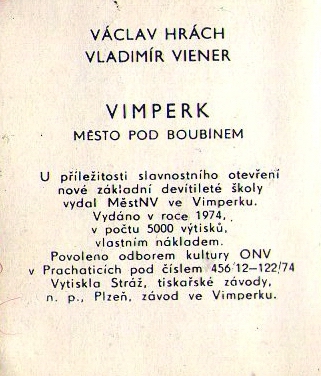 VÁCLAV HRÁCH
VLADIMÍR VIENER
VIMPERK
MĚSTO POD BOUBÍNEM
U příležitosti slavnostního otevření
nové základní devítileté školy
vydal MěstNV ve Vimperku.
Vydáno v roce 1974,
v počtu 5000 výtisků,
vlastním nákladem.
Povoleno odborem kultury ONV
v Prachaticích pod číslem 456/12–122/74
Vytiskla Stráž, tiskařské závody,
n. p., Plzeň, závod ve Vimperku.